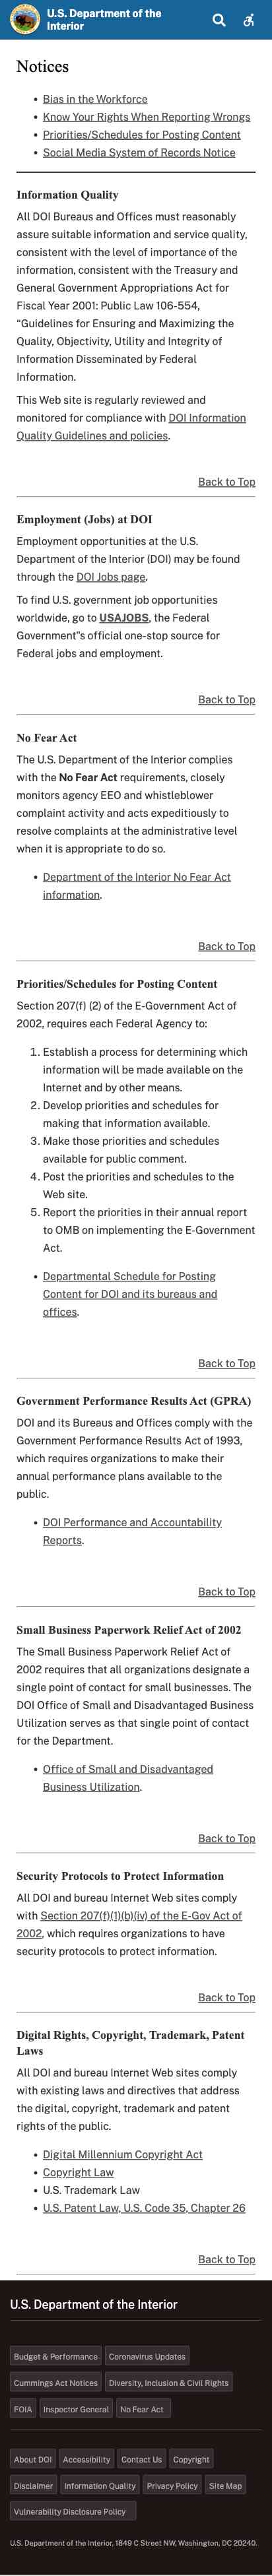 U.S. Department of the
Interior
Notices
• Bias in the Workforce
• Know Your Rights When Reporting Wrongs
• Priorities/Schedules for Posting Content
• Social Media System of Records Notice
Information Quality
All DOI Bureaus and Offices must reasonably
assure suitable information and service quality,
consistent with the level of importance of the
information, consistent with the Treasury and
General Government Appropriations Act for
Fiscal Year 2001: Public Law 106-554,
“Guidelines for Ensuring and Maximizing the
Quality, Objectivity, Utility and Integrity of
Information Disseminated by Federal
Information.
This Web site is regularly reviewed and
monitored for compliance with DOI Information
Quality Guidelines and policies.
Back to Top
Employment (Jobs) at DOI
Employment opportunities at the U.S.
Department of the Interior (DOI) may be found
through the DOI Jobs page.
To find U.S. government job opportunities
worldwide, go to USAJOBS, the Federal
Government"s official one-stop source for
Federal jobs and employment.
Back to Top
No Fear Act
The U.S. Department of the Interior complies
with the No Fear Act requirements, closely
monitors agency EEO and whistleblower
complaint activity and acts expeditiously to
resolve complaints at the administrative level
when it is appropriate to do so.
• Department of the Interior No Fear Act
information.
Back to Top
Priorities/Schedules for Posting Content
Section 207(f) (2) of the E-Government Act of
2002, requires each Federal Agency to:
1. Establish a process for determining which
information will be made available on the
Internet and by other means.
2. Develop priorities and schedules for
making that information available.
3. Make those priorities and schedules
available for public comment.
4. Post the priorities and schedules to the
Web site.
5. Report the priorities in their annual report
to OMB on implementing the E-Government
Act.
• Departmental Schedule for Posting
Content for DOI and its bureaus and
offices.
Back to Top
Government Performance Results Act (GPRA)
DOI and its Bureaus and Offices comply with the
Government Performance Results Act of 1993,
which requires organizations to make their
annual performance plans available to the
public.
• DOI Performance and Accountability
Reports.
Back to Top
Small Business Paperwork Relief Act of 2002
The Small Business Paperwork Relief Act of
2002 requires that all organizations designate a
single point of contact for small businesses. The
DOI Office of Small and Disadvantaged Business
Utilization serves as that single point of contact
for the Department.
• Office of Small and Disadvantaged
Business Utilization.
Back to Top
Security Protocols to Protect Information
All DOI and bureau Internet Web sites comply
with Section 207(f)(1)(b)(iv) of the E-Gov Act of
2002, which requires organizations to have
security protocols to protect information.
Back to Top
Digital Rights, Copyright, Trademark, Patent
Laws
All DOI and bureau Internet Web sites comply
with existing laws and directives that address
the digital, copyright, trademark and patent
rights of the public.
• Digital Millennium Copyright Act
• Copyright Law
• U.S. Trademark Law
• U.S. Patent Law, U.S. Code 35, Chapter 26
Back to Top
U.S. Department of the Interior
Budget & Performance Coronavirus Updates
Cummings Act Notices Diversity, Inclusion & Civil Rights
FOIA Inspector General No Fear Act
About DOI Accessibility Contact Us Copyright
Disclaimer Information Quality Privacy Policy Site Map
Vulnerability Disclosure Policy
U.S. Department of the Interior, 1849 C Street NW, Washington, DC 20240.